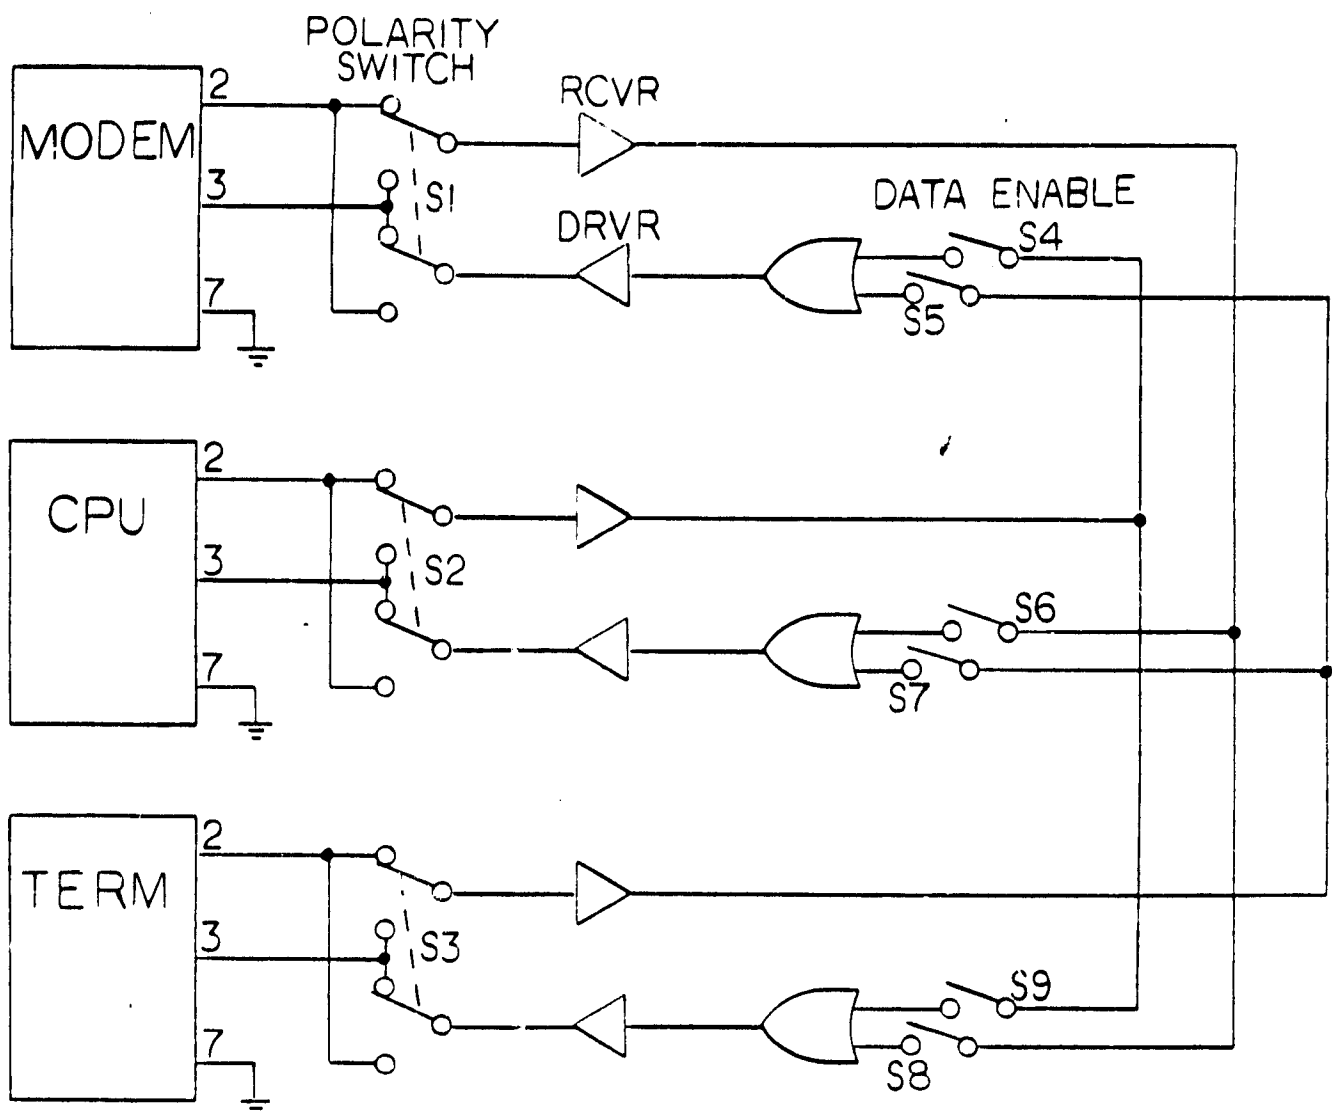 POLARITY
SWITCH
MODEM
2
3
7
S1
RCVR
DRVR
DATA ENABLE
S4
S5
CPU
2
3
7
S2
S6
S7
TERM
2
3
7
S3
S9
S8